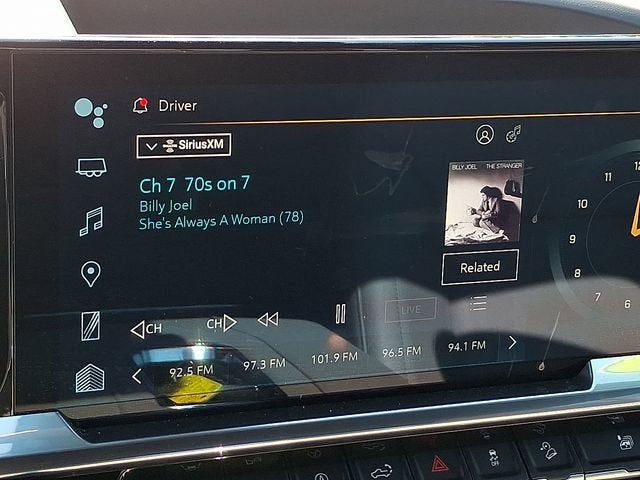 Driver
SiriusXM
Ch 7 70s on 7
Billy Joel
She's Always A Woman (78)
BILLY JOEL THE STRANGER
Related
CH CH LIVE
92.5 FM 97.3 FM 101.9 FM 96.5 FM 94.1 FM
12
11
10
9
8
7 6